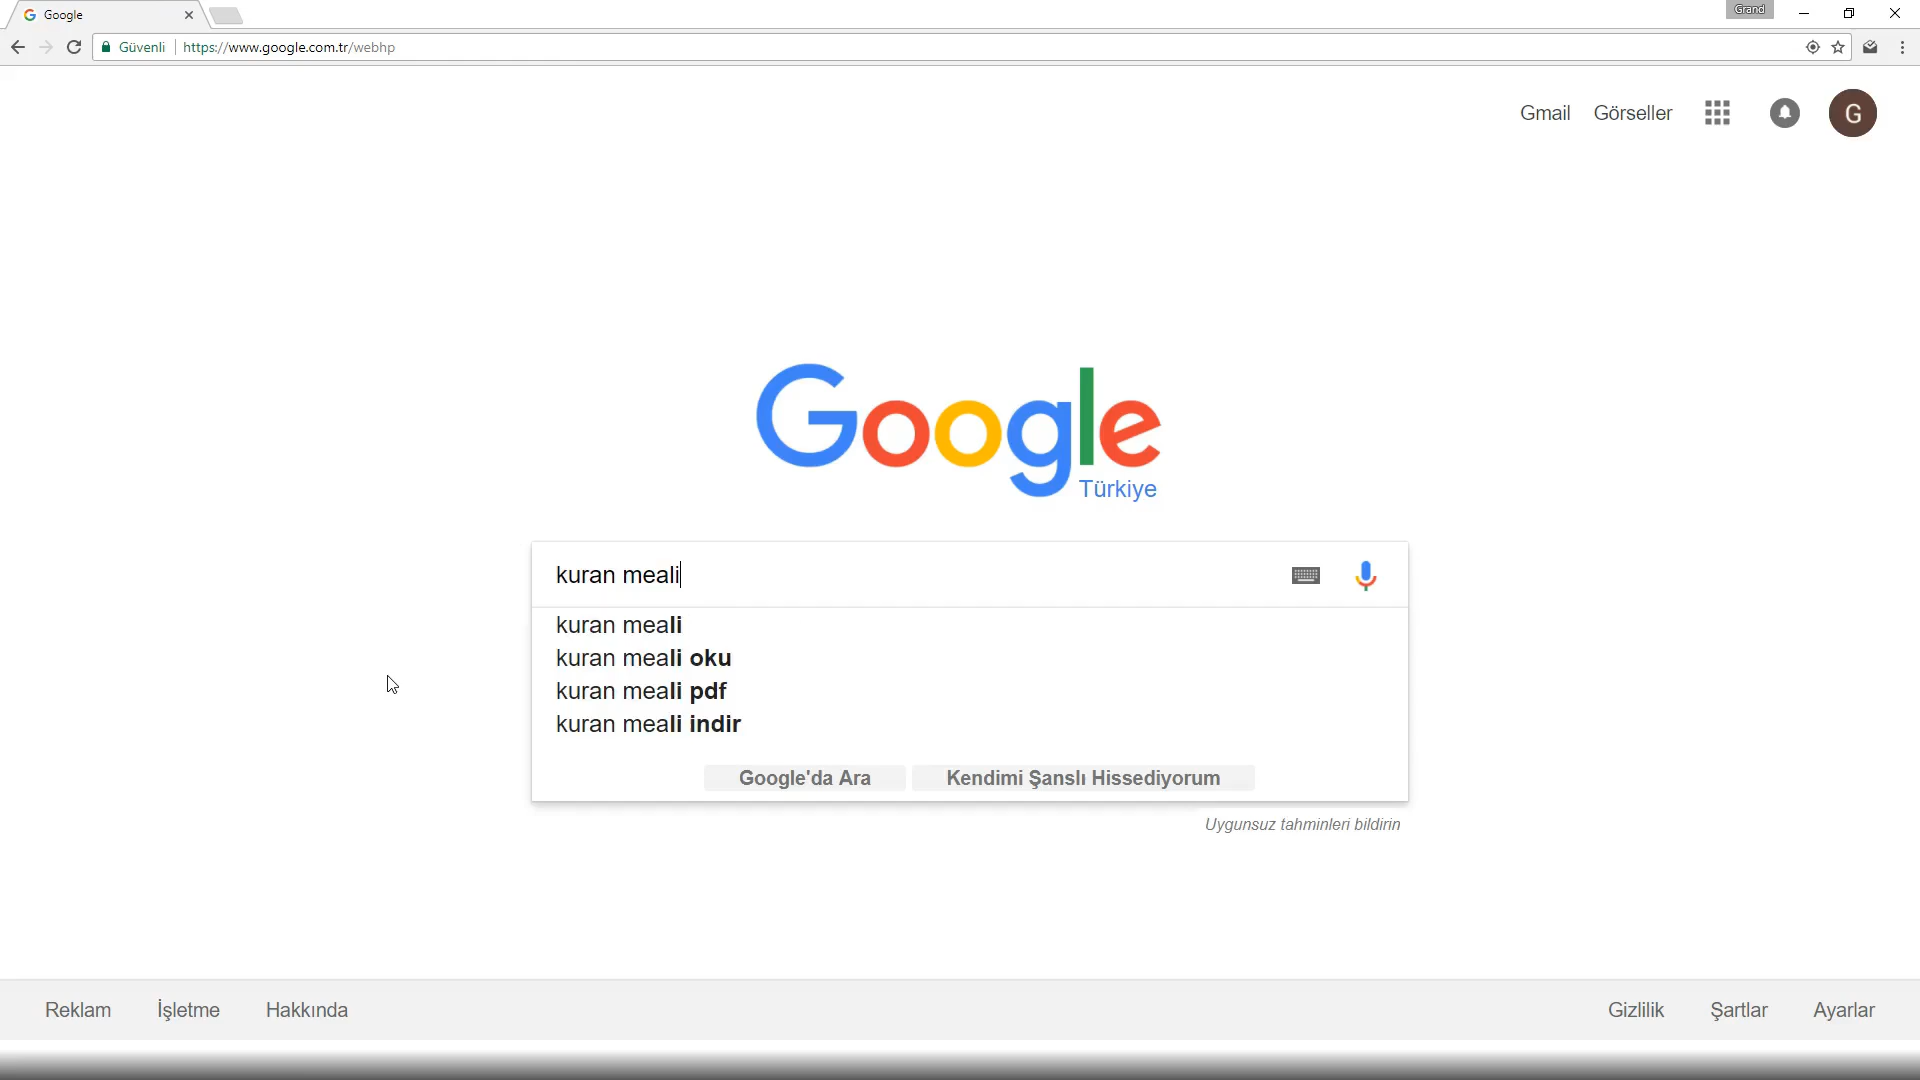 Google
Grand
Güvenli
https://www.google.com.tr/webhp
Gmail Görseller
G
Google
Türkiye
kuran meali
kuran meali
kuran meali oku
kuran meali pdf
kuran meali indir
Google'da Ara Kendimi Şanslı Hissediyorum
Uygunsuz tahminleri bildirin
Reklam İşletme Hakkında Gizlilik Şartlar Ayarlar